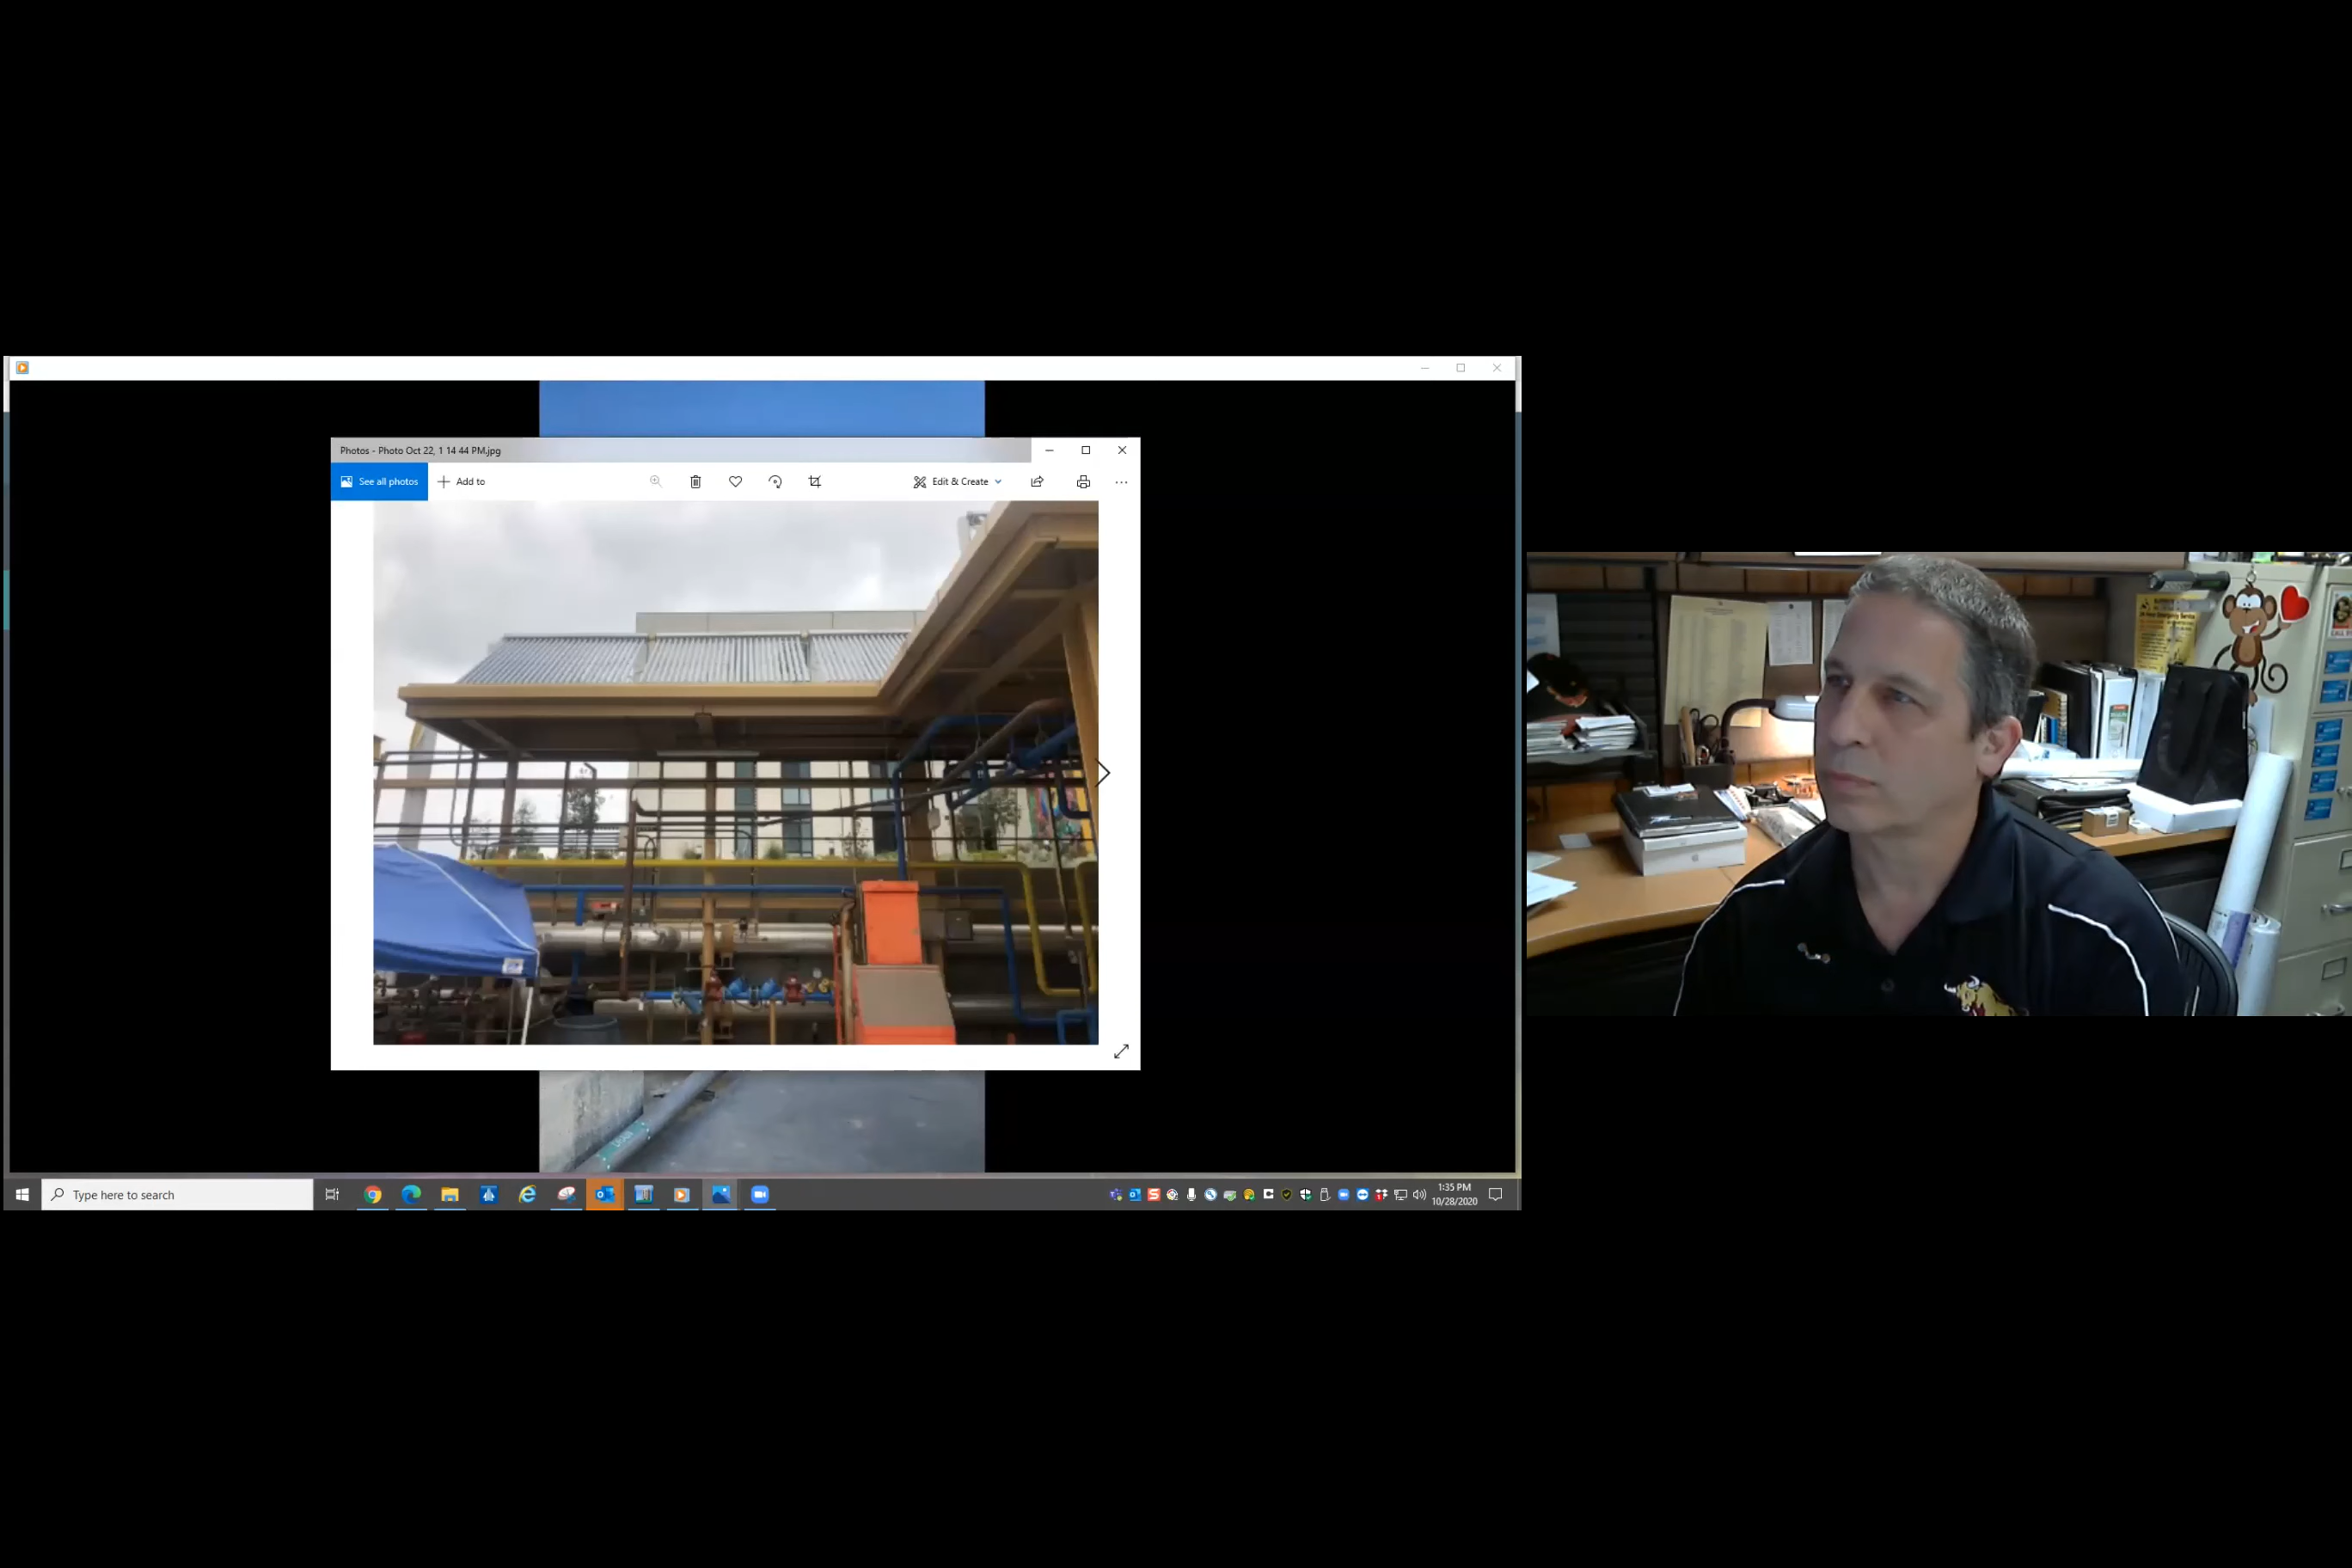 Photos - Photo Oct 22, 1 14 44 PM.jpg
See all photos
Add to
Edit & Create
Type here to search
1:35 PM
10/28/2020